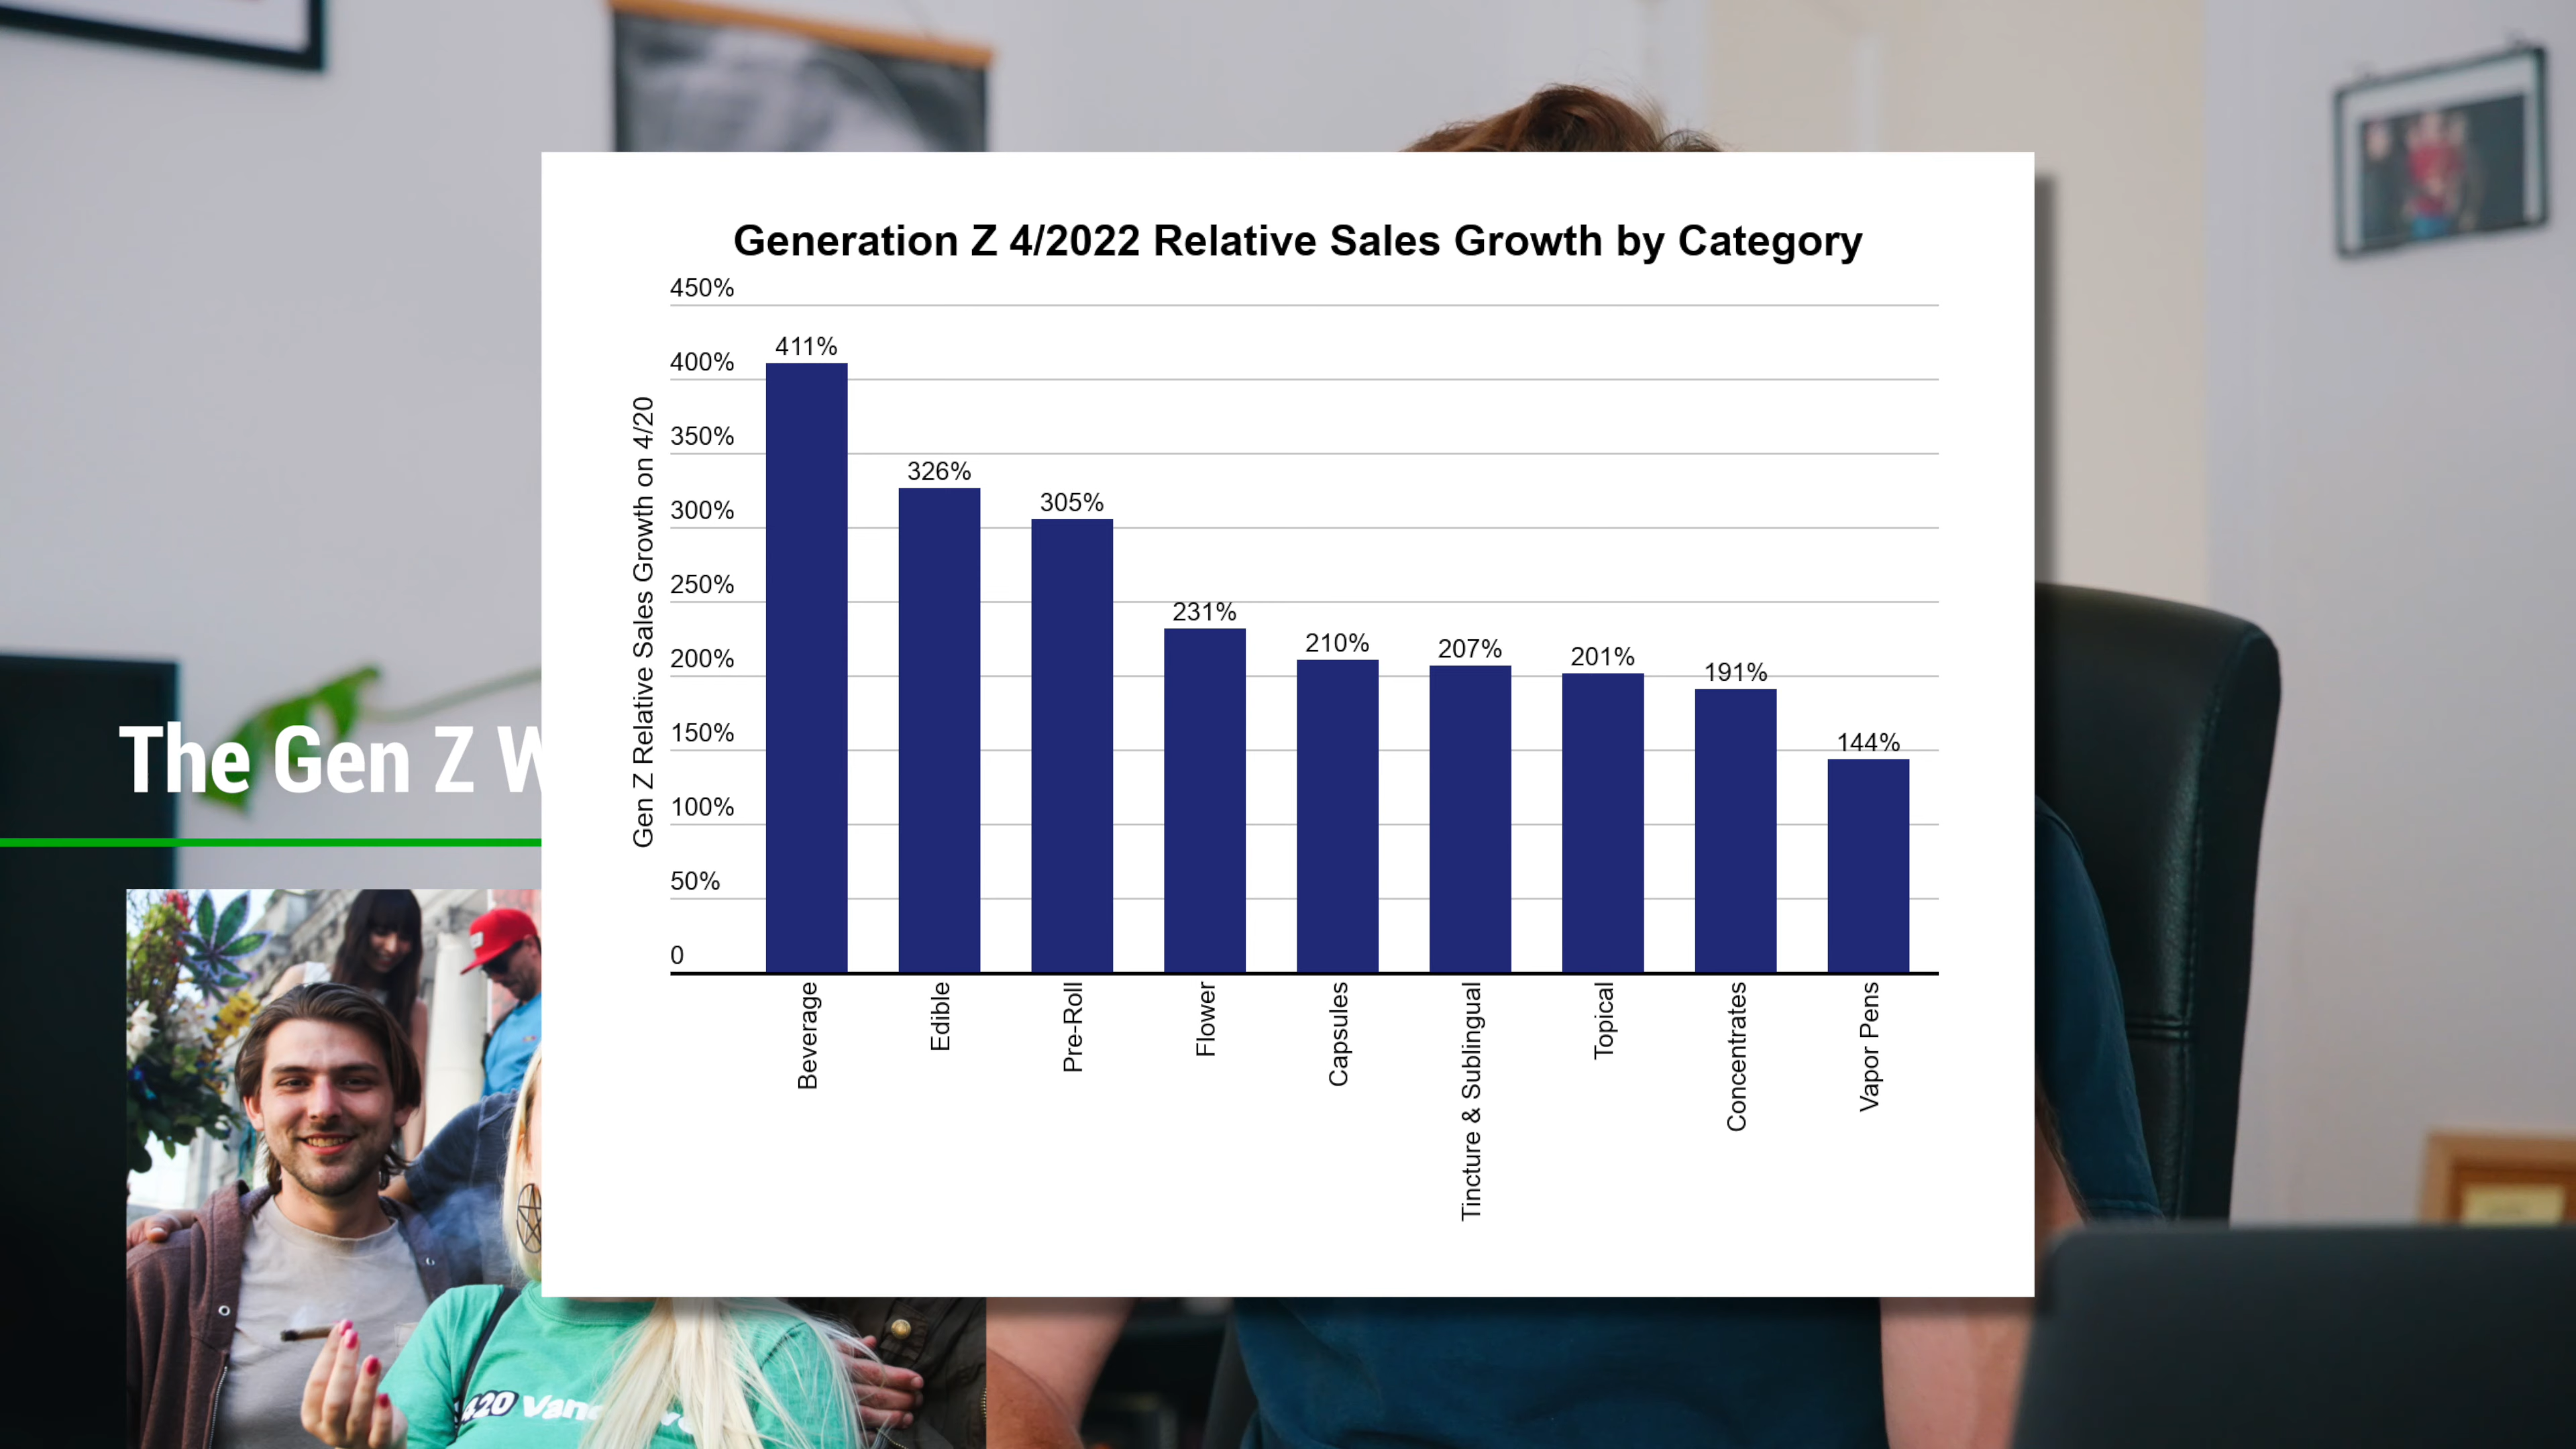 Generation Z 4/2022 Relative Sales Growth by Category
Gen Z Relative Sales Growth on 4/20
450%
400%
350%
300%
250%
200%
150%
100%
50%
0
411%
326%
305%
231%
210%
207%
201%
191%
144%
Beverage
Edible
Pre-Roll
Flower
Capsules
Tincture & Sublingual
Topical
Concentrates
Vapor Pens
The Gen Z
420